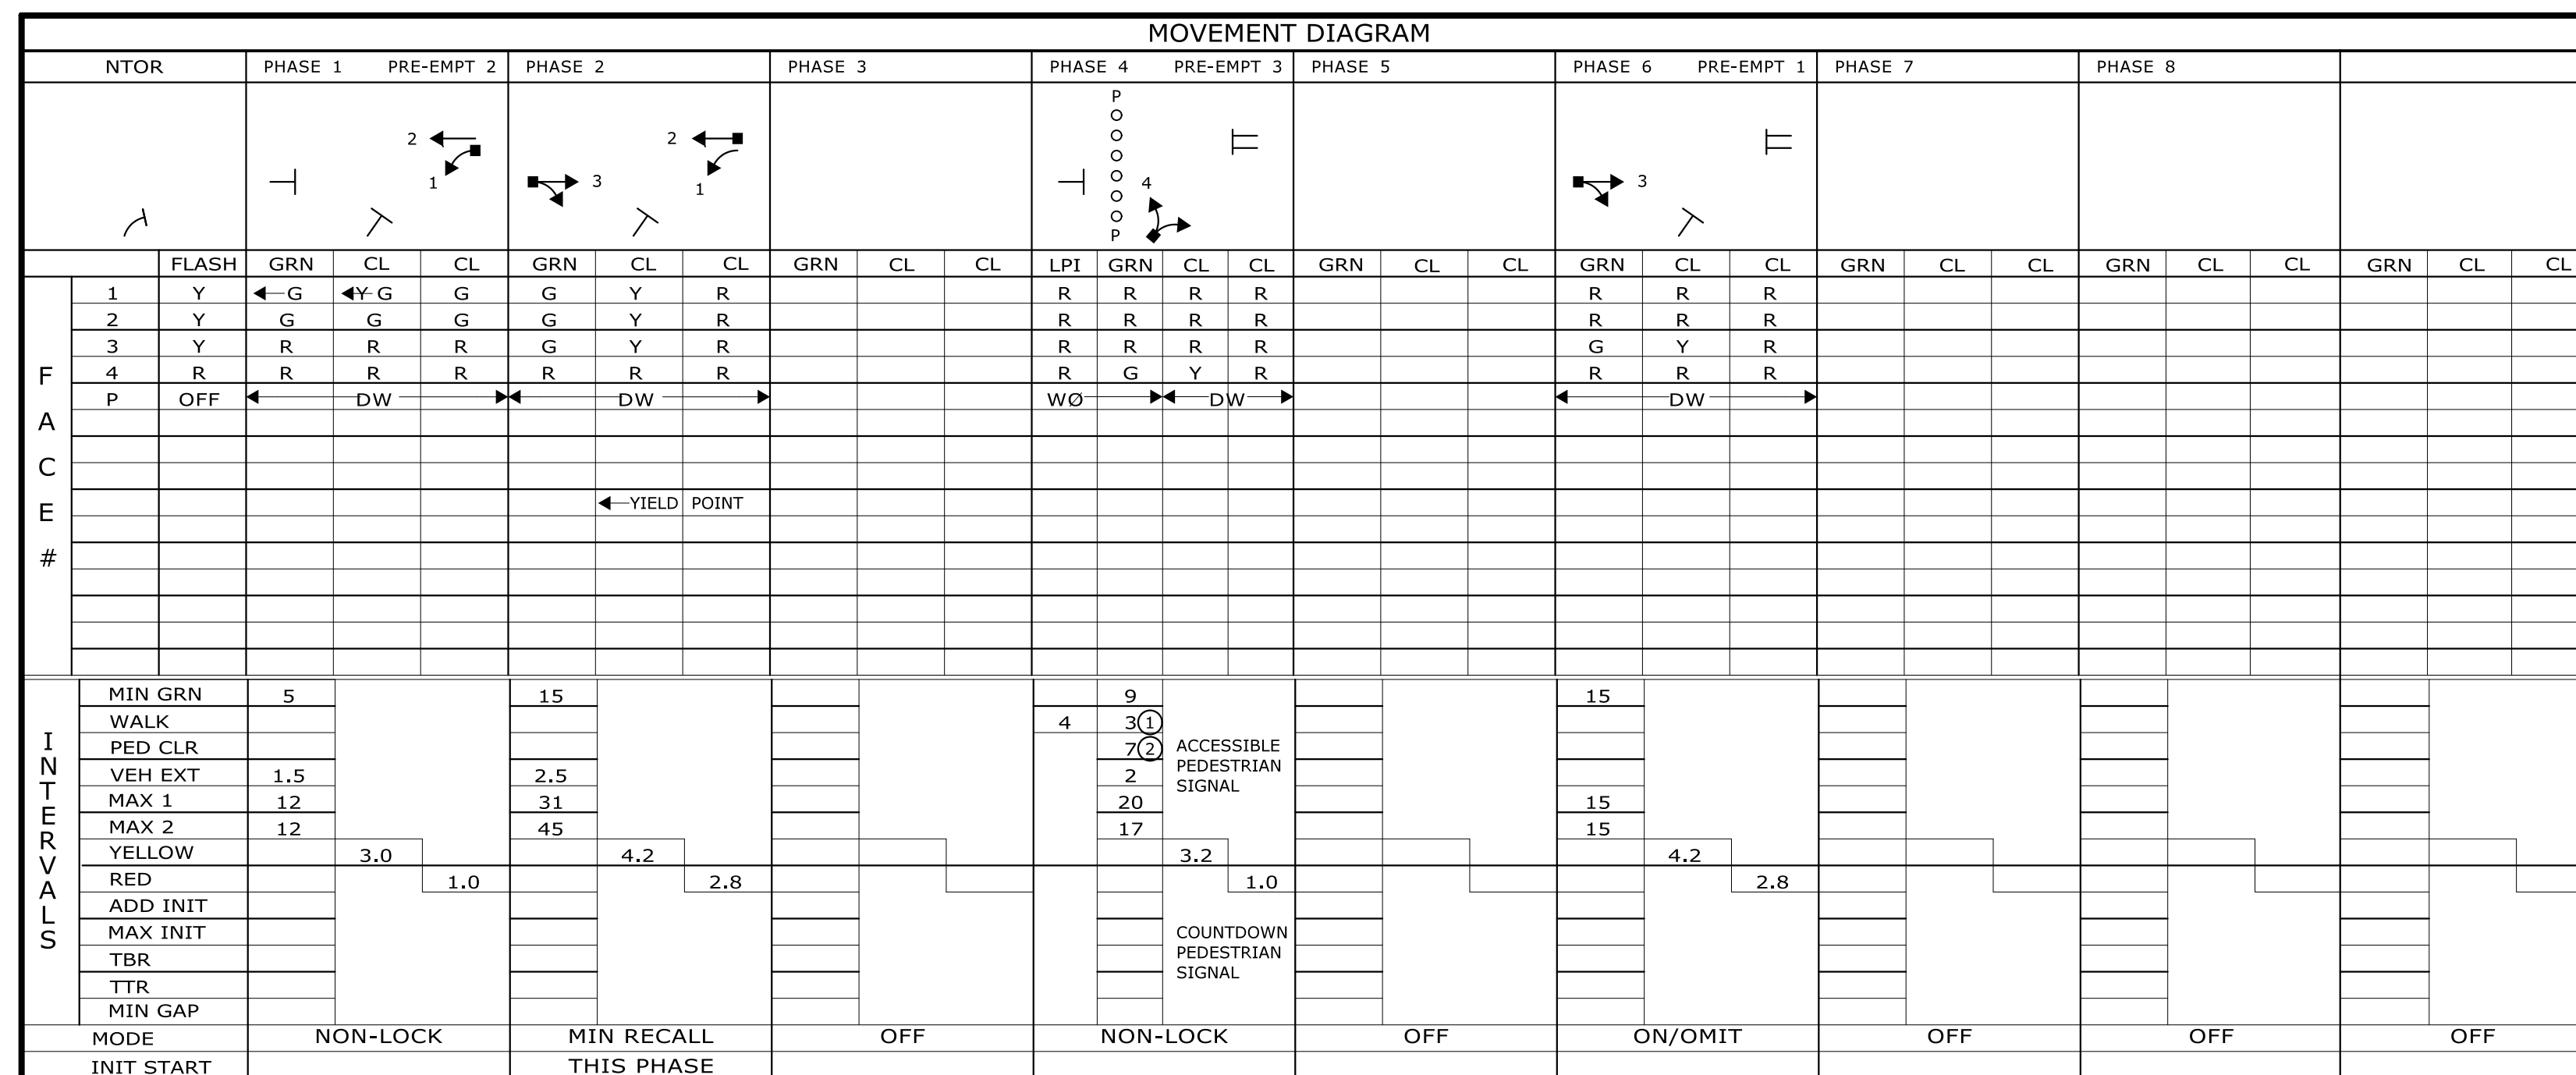 MOVEMENT DIAGRAM
NTOR PHASE 1 PRE-EMPT 2 PHASE 2 PHASE 3 PHASE 4 PRE-EMPT 3 PHASE 5 PHASE 6 PRE-EMPT 1 PHASE 7 PHASE 8
P
2 2
4
1 1 3 3
P
FLASH GRN CL CL GRN CL CL GRN CL CL LPI GRN CL CL GRN CL CL GRN CL CL GRN CL CL GRN CL CL GRN CL CL
1 Y G Y G G G Y R R R R R R R R
2 Y G G G G Y R R R R R R R R
3 Y R R R G Y R R R R R G Y R
4 R R R R R R R R G Y R R R R
P OFF DW DW WØ DW DW
FACE #
YIELD POINT
INTERVALS
MIN GRN 5 15 9 15
WALK 4 3 1
PED CLR 7 2 ACCESSIBLE
PEDESTRIAN
SIGNAL
VEH EXT 1.5 2.5 2
MAX 1 12 31 20 15
MAX 2 12 45 17 15
YELLOW 3.0 4.2 3.2 4.2
RED 1.0 2.8 1.0 2.8
ADD INIT
MAX INIT COUNTDOWN
PEDESTRIAN
SIGNAL
TBR
TTR
MIN GAP
MODE NON-LOCK MIN RECALL OFF NON-LOCK OFF ON/OMIT OFF OFF OFF
INIT START THIS PHASE